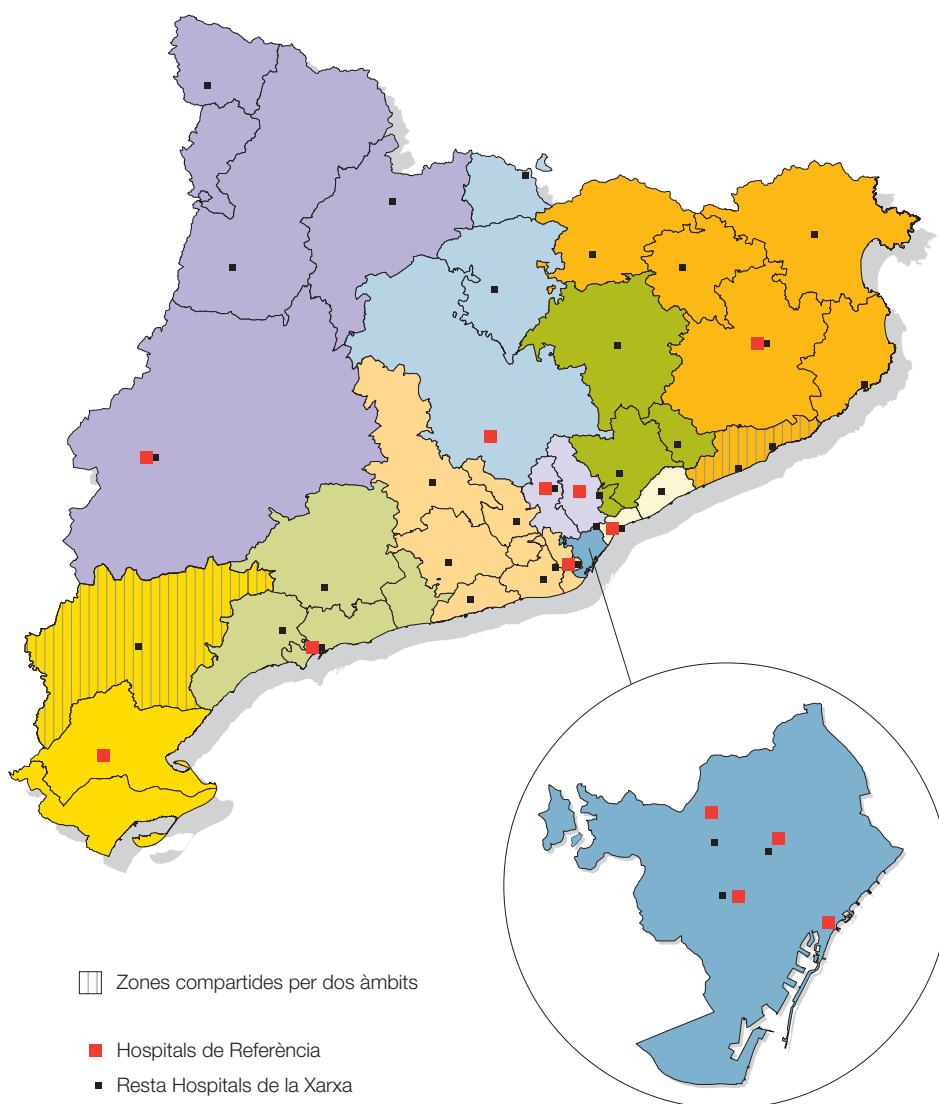 Zones compartides per dos àmbits
Hospitals de Referència
Resta Hospitals de la Xarxa